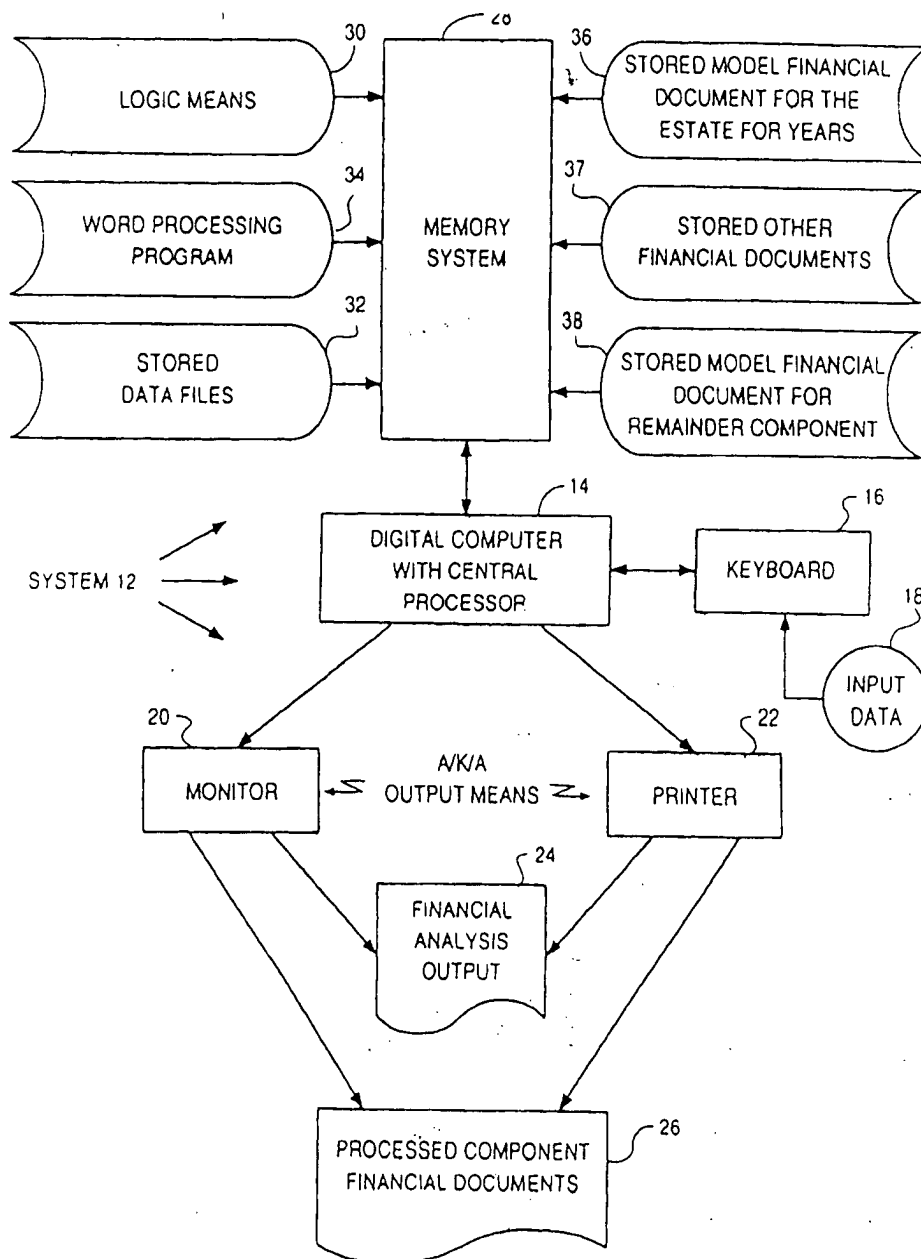 28
30
LOGIC MEANS
34
WORD PROCESSING
PROGRAM
32
STORED
DATA FILES
MEMORY
SYSTEM
36
STORED MODEL FINANCIAL
DOCUMENT FOR THE
ESTATE FOR YEARS
37
STORED OTHER
FINANCIAL DOCUMENTS
38
STORED MODEL FINANCIAL
DOCUMENT FOR
REMAINDER COMPONENT
SYSTEM 12
14
DIGITAL COMPUTER
WITH CENTRAL
PROCESSOR
16
KEYBOARD
18
INPUT
DATA
20
MONITOR
A/K/A
OUTPUT MEANS
22
PRINTER
24
FINANCIAL
ANALYSIS
OUTPUT
26
PROCESSED COMPONENT
FINANCIAL DOCUMENTS